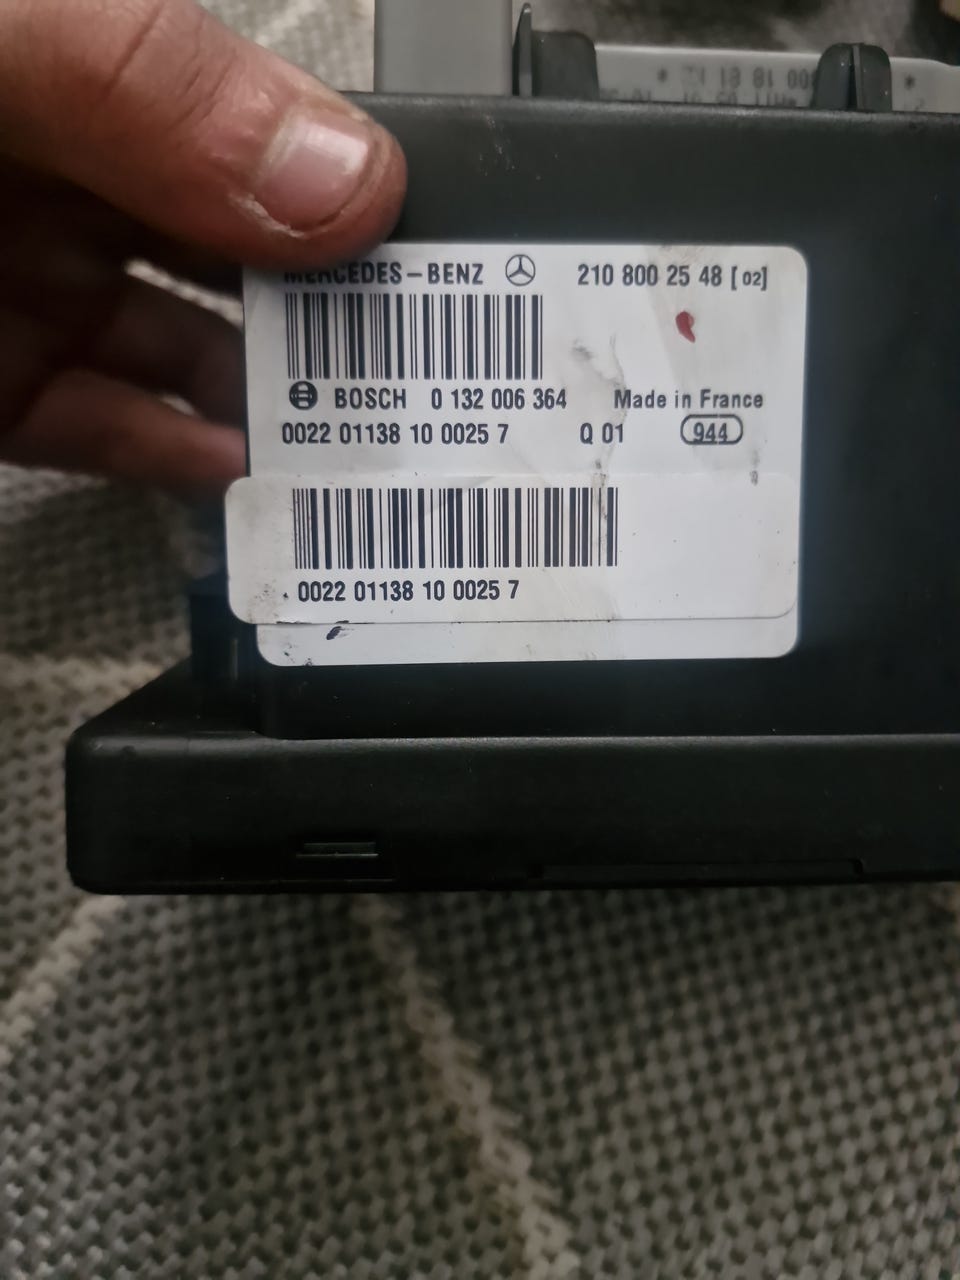 MERCEDES-BENZ 210 800 25 48 [02]
BOSCH 0 132 006 364 Made in France
0022 01138 10 0025 7 Q 01 944
0022 01138 10 0025 7